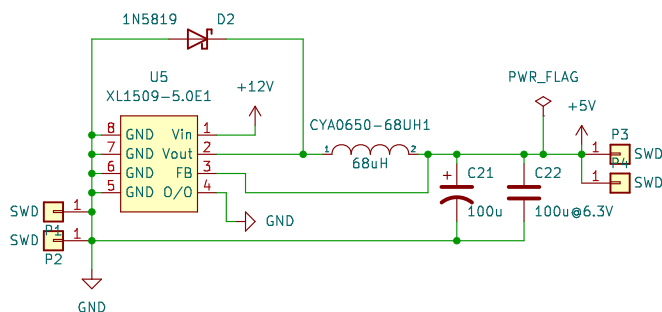 1N5819 D2
U5
XL1509-5.0E1
+12V
PWR_FLAG
+5V
CYA0650-68UH1
P3
8 GND Vin 1
7 GND Vout 2
6 GND FB 3
5 GND O/O 4
1 2
68uH
1 SWD
P4
1 SWD
+ C21
100u
C22
100u@6.3V
SWD 1
P1
SWD 1
P2
GND
GND